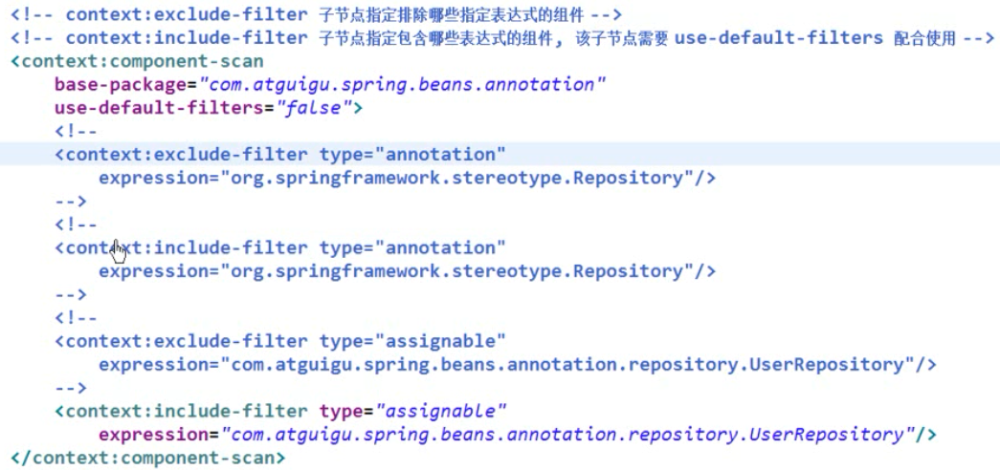 <!-- context:exclude-filter 子节点指定排除哪些指定表达式的组件 -->
<!-- context:include-filter 子节点指定包含哪些表达式的组件, 该子节点需要 use-default-filters 配合使用 -->
<context:component-scan
base-package="com.atguigu.spring.beans.annotation"
use-default-filters="false">
<!--
<context:exclude-filter type="annotation"
expression="org.springframework.stereotype.Repository"/>
-->
<!--
<context:include-filter type="annotation"
expression="org.springframework.stereotype.Repository"/>
-->
<!--
<context:exclude-filter type="assignable"
expression="com.atguigu.spring.beans.annotation.repository.UserRepository"/>
-->
<context:include-filter type="assignable"
expression="com.atguigu.spring.beans.annotation.repository.UserRepository"/>
</context:component-scan>